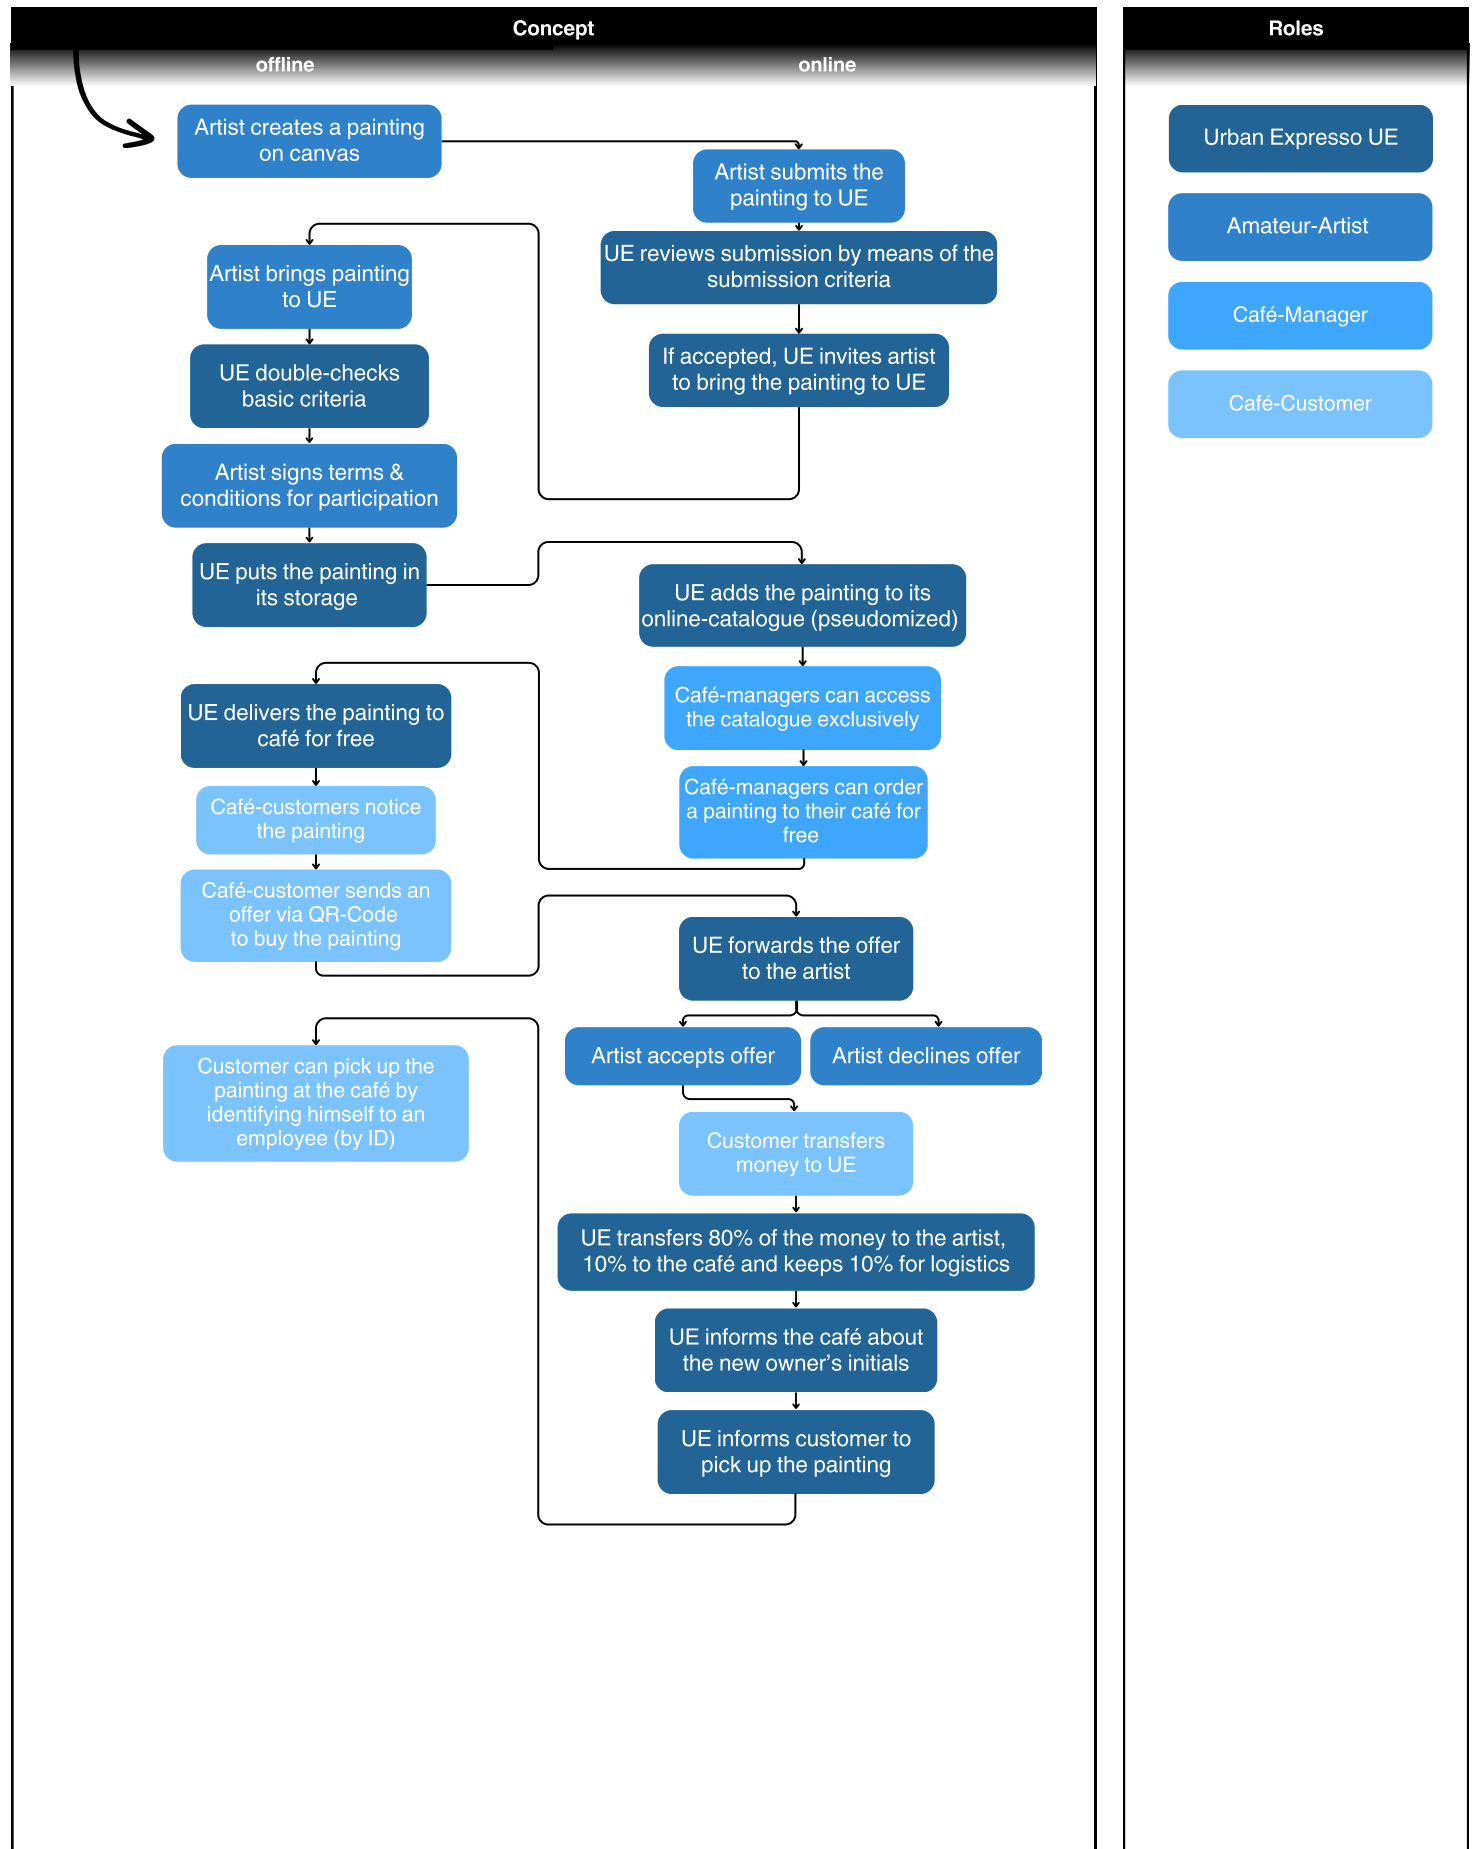 Concept
offline
online
Artist creates a painting
on canvas
Artist submits the
painting to UE
UE reviews submission by means of the
submission criteria
If accepted, UE invites artist
to bring the painting to UE
Artist brings painting
to UE
UE double-checks
basic criteria
Artist signs terms &
conditions for participation
UE puts the painting in
its storage
UE adds the painting to its
online-catalogue (pseudomized)
Café-managers can access
the catalogue exclusively
Café-managers can order
a painting to their café for
free
UE delivers the painting to
café for free
Café-customers notice
the painting
Café-customer sends an
offer via QR-Code
to buy the painting
UE forwards the offer
to the artist
Artist accepts offer
Artist declines offer
Customer transfers
money to UE
UE transfers 80% of the money to the artist,
10% to the café and keeps 10% for logistics
UE informs the café about
the new owner’s initials
UE informs customer to
pick up the painting
Customer can pick up the
painting at the café by
identifying himself to an
employee (by ID)
Roles
Urban Expresso UE
Amateur-Artist
Café-Manager
Café-Customer